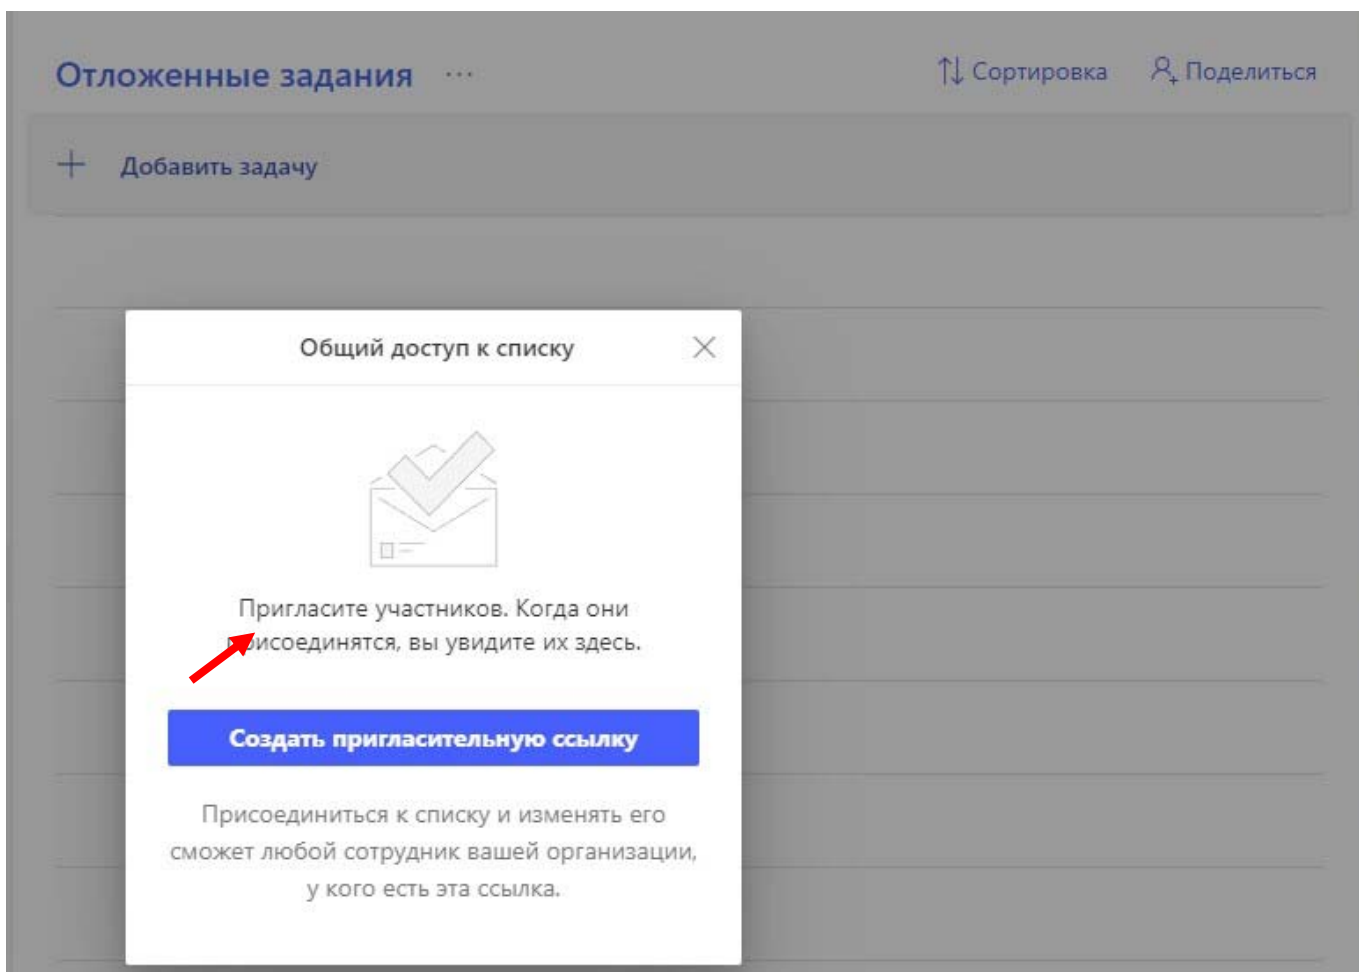 Отложенные задания ...
Сортировка Поделиться
Добавить задачу
Общий доступ к списку
Пригласите участников. Когда они
присоединятся, вы увидите их здесь.
Создать пригласительную ссылку
Присоединиться к списку и изменять его
сможет любой сотрудник вашей организации,
у кого есть эта ссылка.